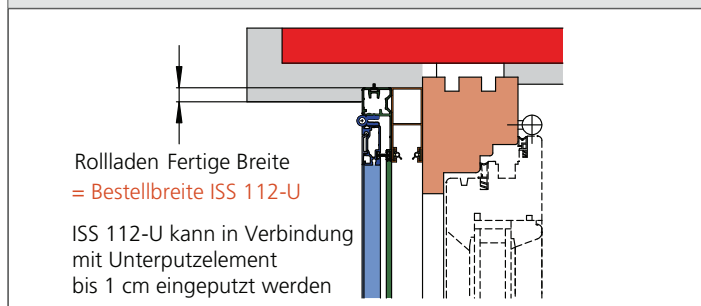 Rollladen Fertige Breite
= Bestellbreite ISS 112-U
ISS 112-U kann in Verbindung
mit Unterputzelement
bis 1 cm eingeputzt werden